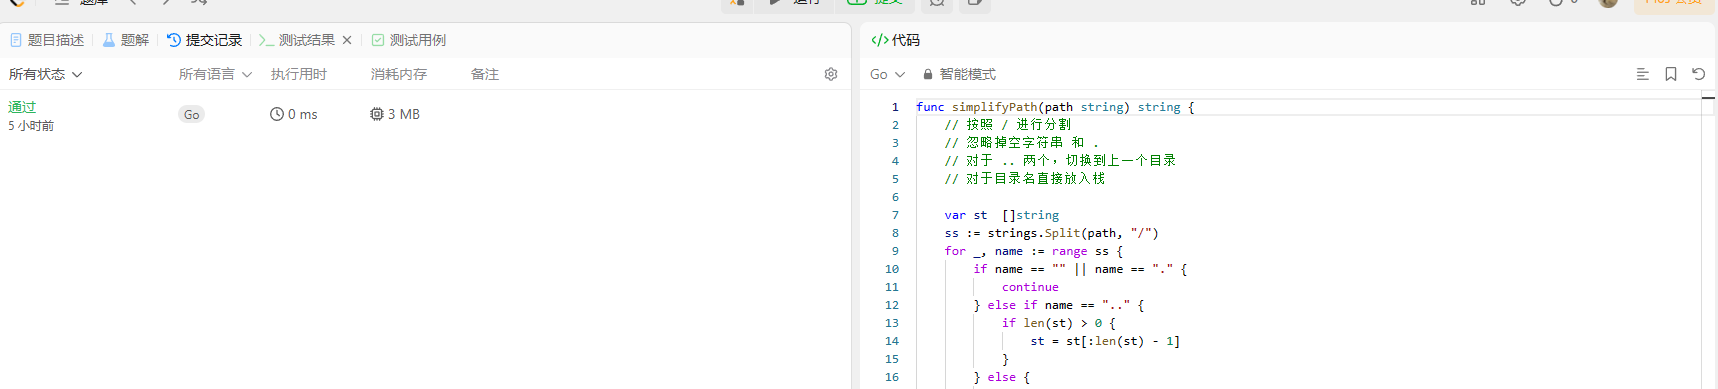 题目描述 题解 提交记录 测试结果 测试用例
所有状态 所有语言 执行用时 消耗内存 备注
通过
5 小时前
Go 0 ms 3 MB
代码
Go 智能模式
1 func simplifyPath(path string) string {
2 // 按照 / 进行分割
3 // 忽略掉空字符串 和 .
4 // 对于 .. 两个，切换到上一个目录
5 // 对于目录名直接放入栈
6
7 var st  []string
8 ss := strings.Split(path, "/")
9 for _, name := range ss {
10 if name == "" || name == "." {
11 continue
12 } else if name == ".." {
13 if len(st) > 0 {
14 st = st[:len(st) - 1]
15 }
16 } else {